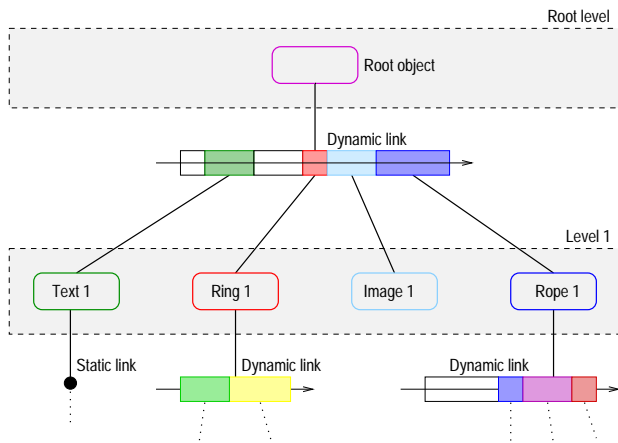 Root level
Root object
Dynamic link
Level 1
Text 1
Ring 1
Image 1
Rope 1
Static link
Dynamic link
Dynamic link